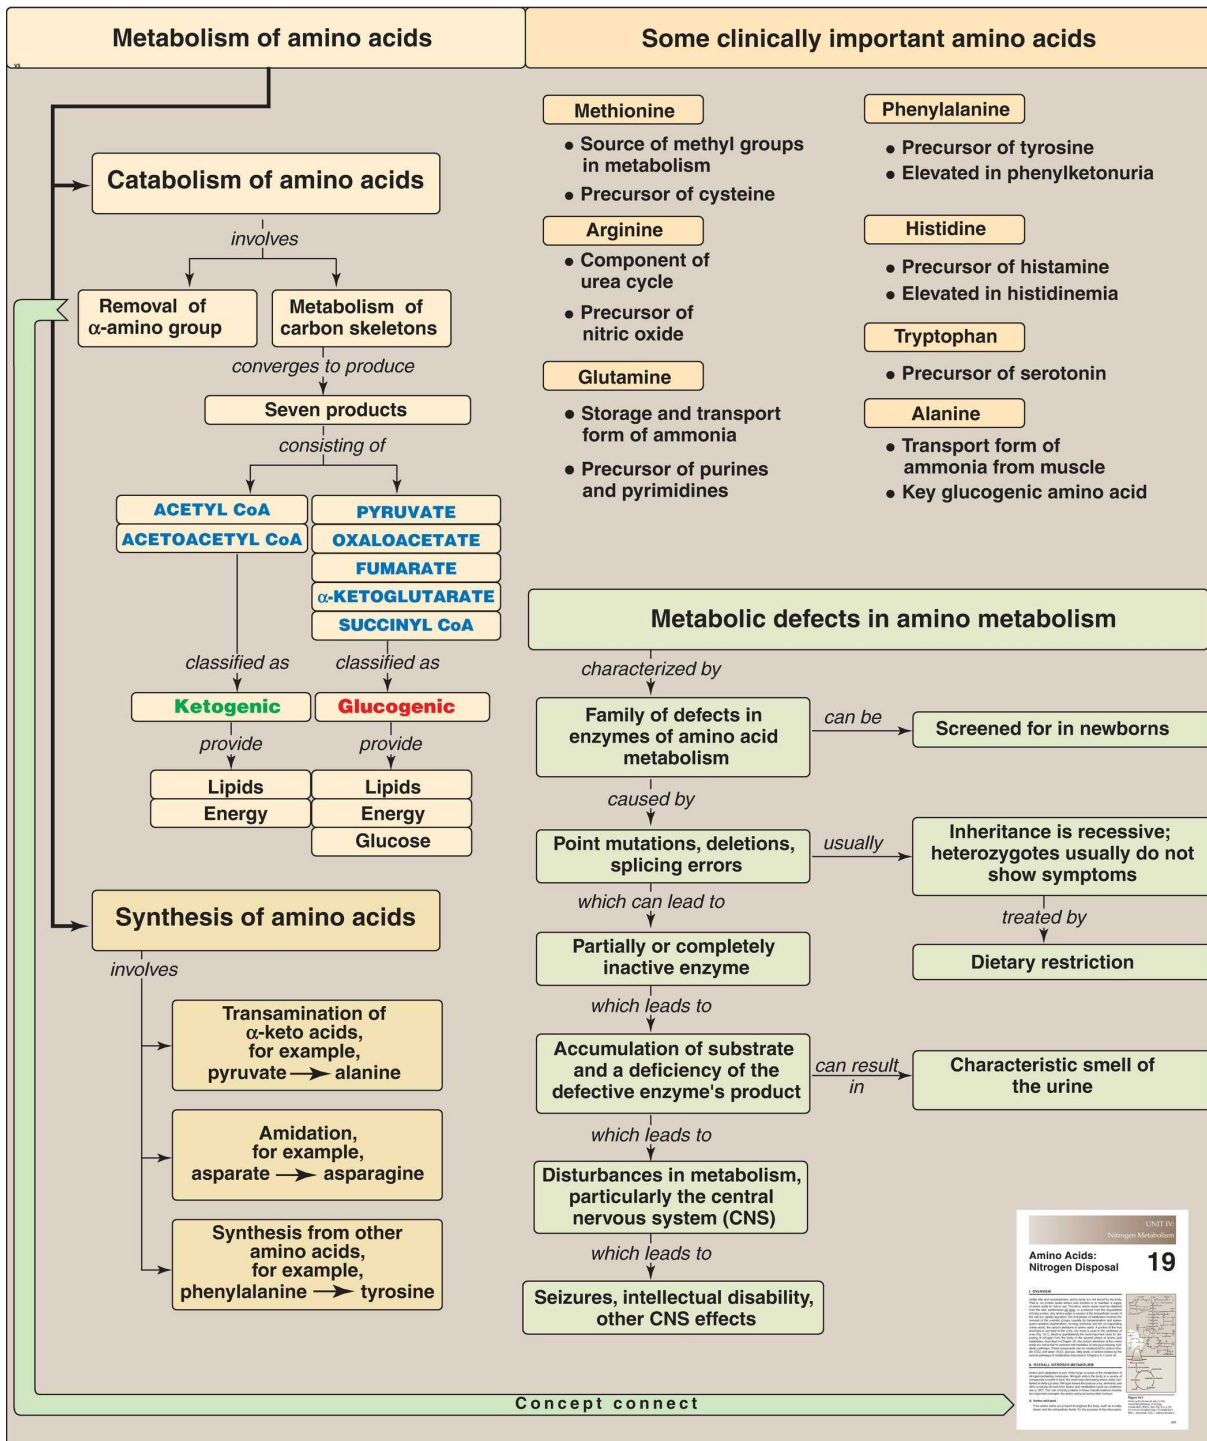 Metabolism of amino acids
Some clinically important amino acids
vs
Catabolism of amino acids
involves
Removal of
α-amino group
Metabolism of
carbon skeletons
converges to produce
Seven products
consisting of
ACETYL CoA
ACETOACETYL CoA
PYRUVATE
OXALOACETATE
FUMARATE
α-KETOGLUTARATE
SUCCINYL CoA
classified as
classified as
Ketogenic
Glucogenic
provide
provide
Lipids
Energy
Lipids
Energy
Glucose
Synthesis of amino acids
involves
Transamination of
α-keto acids,
for example,
pyruvate → alanine
Amidation,
for example,
asparate → asparagine
Synthesis from other
amino acids,
for example,
phenylalanine → tyrosine
Methionine
• Source of methyl groups
in metabolism
• Precursor of cysteine
Arginine
• Component of
urea cycle
• Precursor of
nitric oxide
Glutamine
• Storage and transport
form of ammonia
• Precursor of purines
and pyrimidines
Phenylalanine
• Precursor of tyrosine
• Elevated in phenylketonuria
Histidine
• Precursor of histamine
• Elevated in histidinemia
Tryptophan
• Precursor of serotonin
Alanine
• Transport form of
ammonia from muscle
• Key glucogenic amino acid
Metabolic defects in amino metabolism
characterized by
Family of defects in
enzymes of amino acid
metabolism
can be
Screened for in newborns
caused by
Point mutations, deletions,
splicing errors
usually
Inheritance is recessive;
heterozygotes usually do not
show symptoms
treated by
Dietary restriction
which can lead to
Partially or completely
inactive enzyme
which leads to
Accumulation of substrate
and a deficiency of the
defective enzyme's product
can result
in
Characteristic smell of
the urine
which leads to
Disturbances in metabolism,
particularly the central
nervous system (CNS)
which leads to
Seizures, intellectual disability,
other CNS effects
UNIT IV:
Nitrogen Metabolism
Amino Acids:
Nitrogen Disposal
19
I. OVERVIEW
II. OVERALL NITROGEN METABOLISM
Concept connect